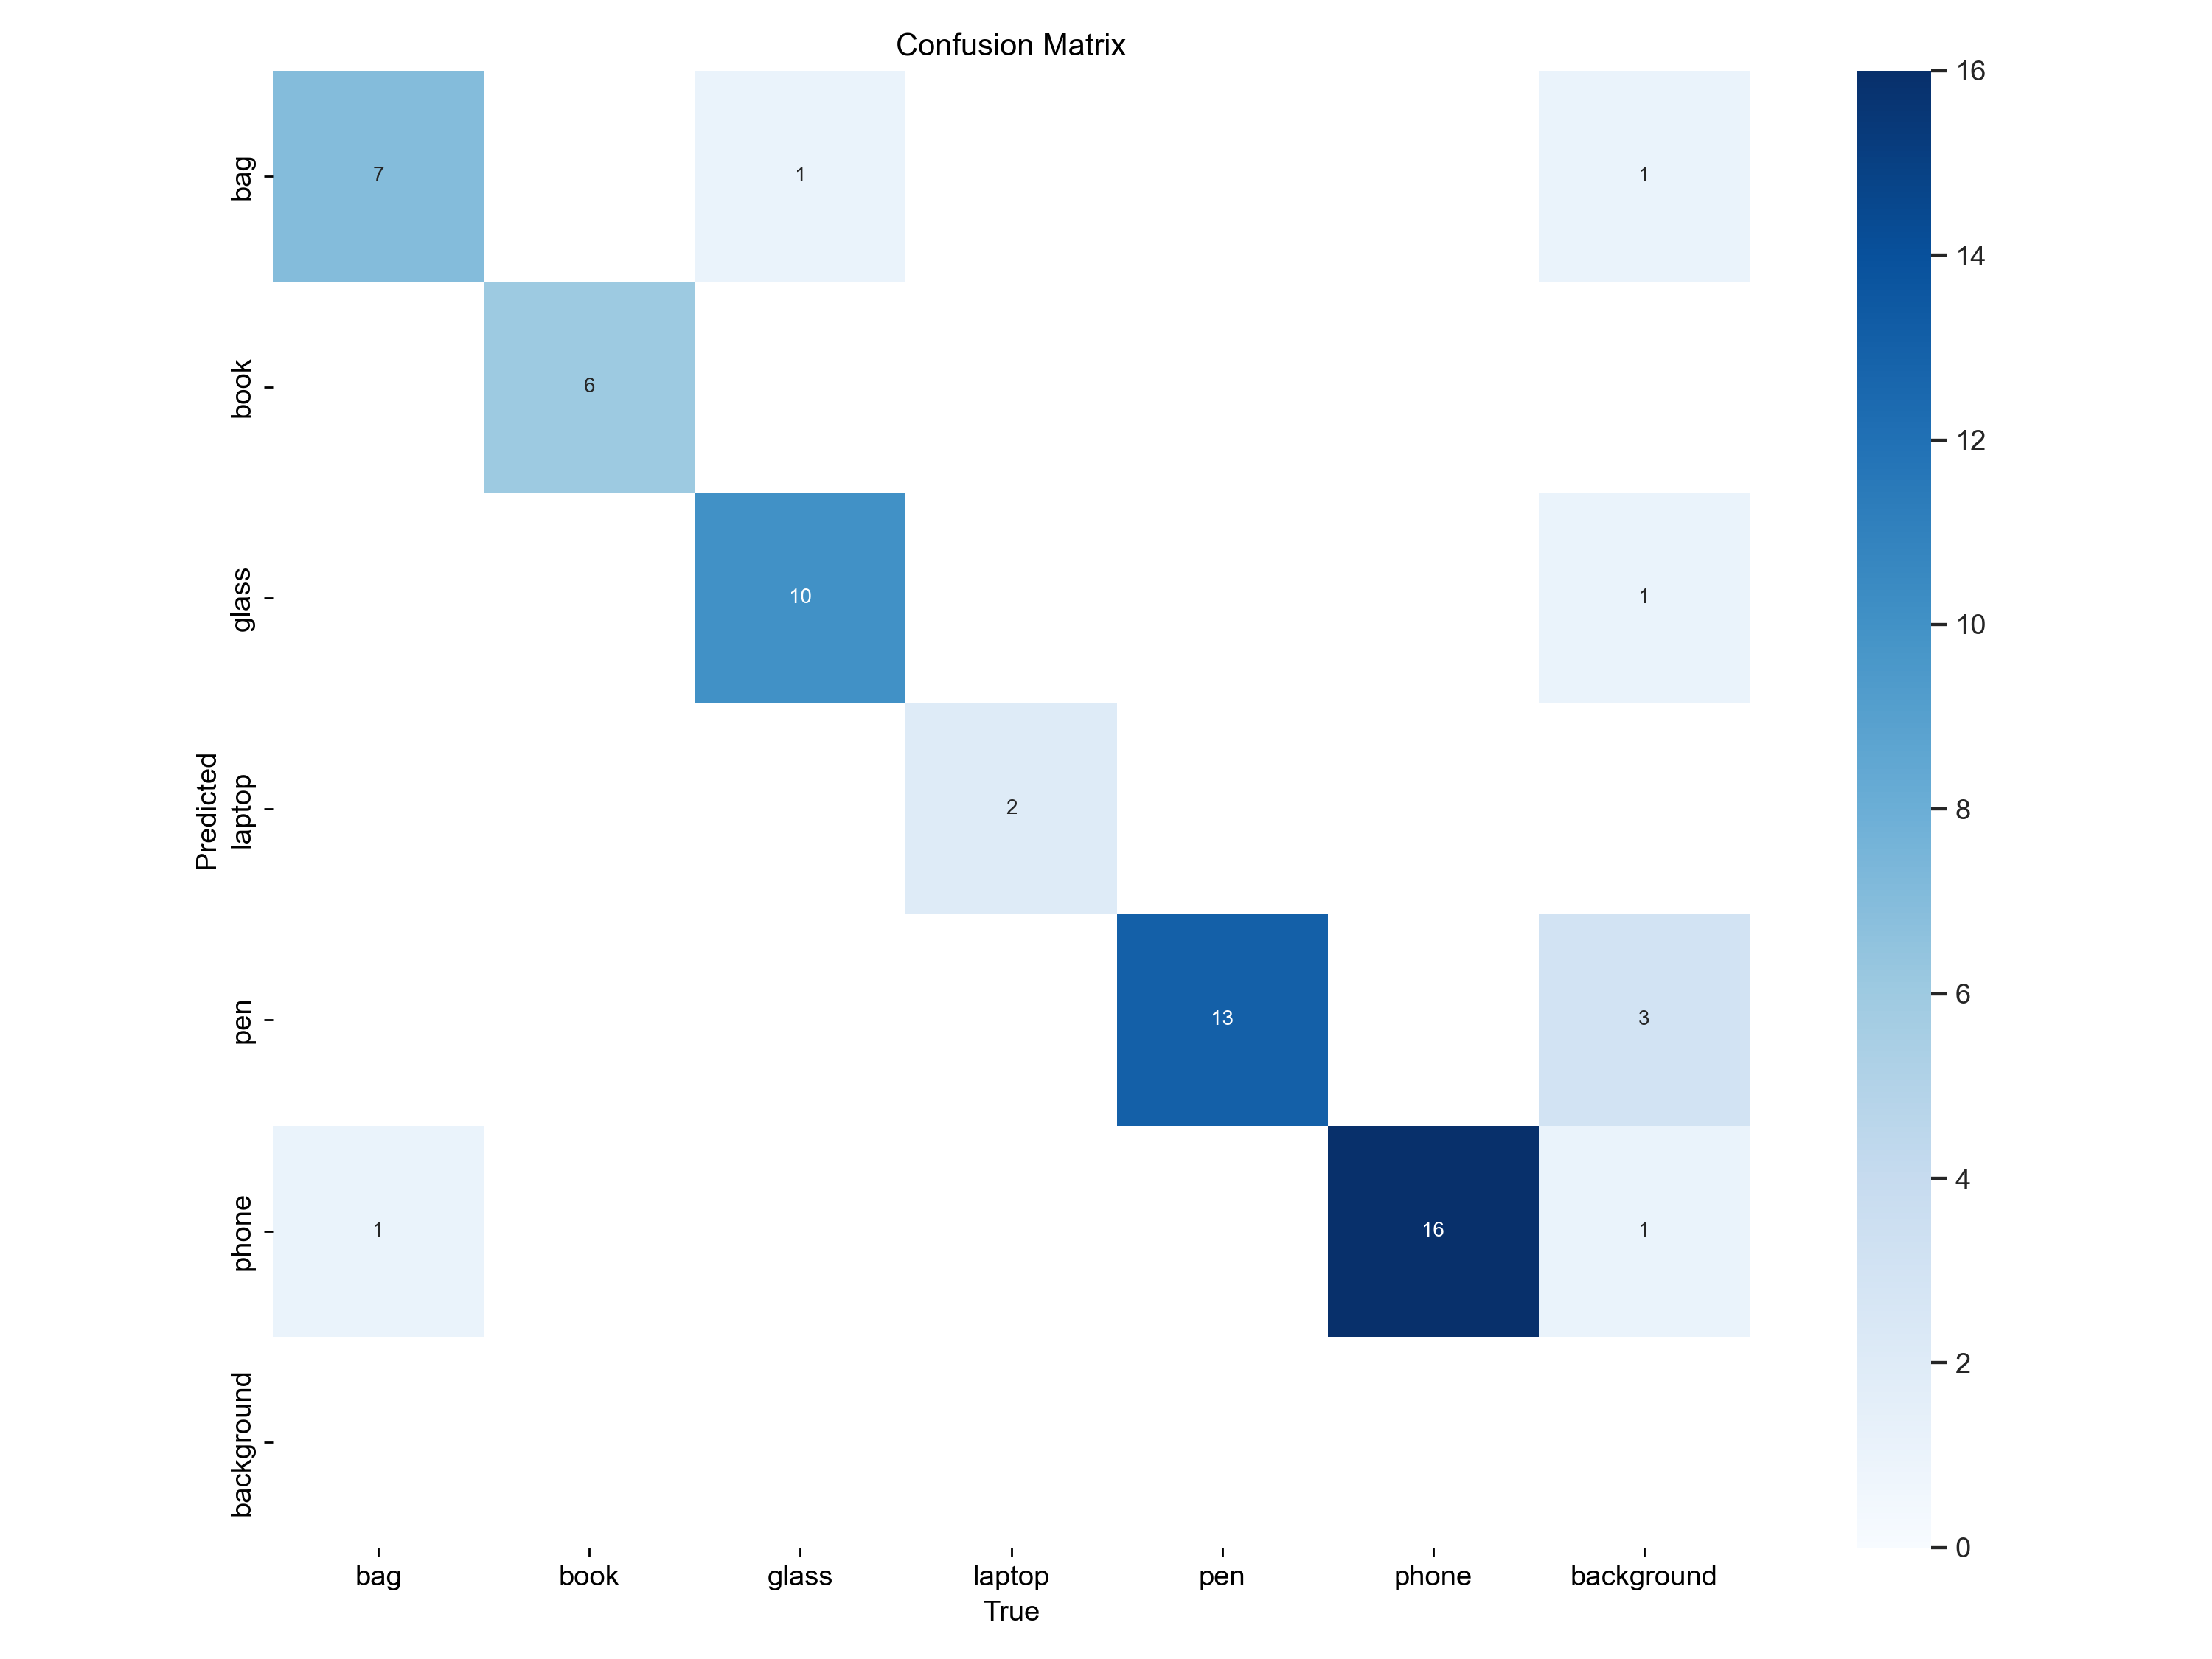 Confusion Matrix
bag 7 1 1
book 6
glass 10 1
Predicted
laptop 2
pen 13 3
phone 1 16 1
background
bag book glass laptop pen phone background
True
16
14
12
10
8
6
4
2
0